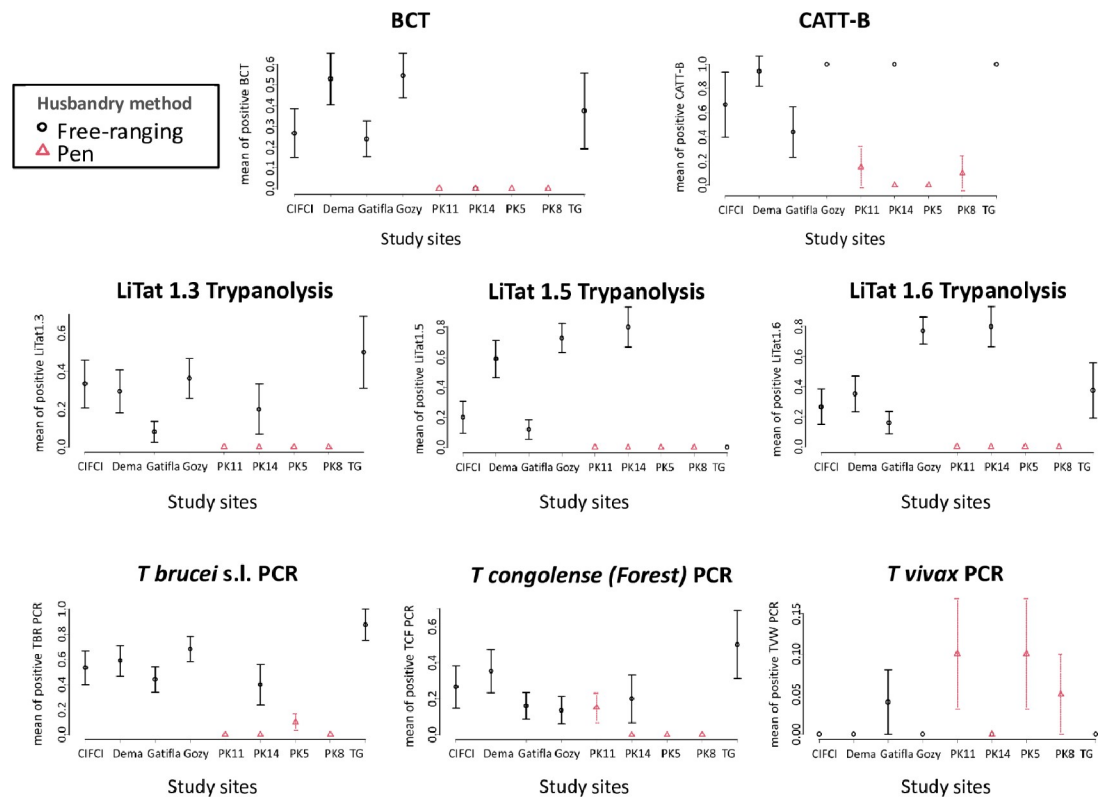 BCT
CATT-B
Husbandry method
Free-ranging
Pen
mean of positive BCT
0.0 0.1 0.2 0.3 0.4 0.5 0.6
CIFCI Dema Gatifla Gozy PK11 PK14 PK5 PK8 TG
Study sites
mean of positive CATT-B
0.0 0.2 0.4 0.6 0.8 1.0
CIFCI Dema Gatifla Gozy PK11 PK14 PK5 PK8 TG
Study sites
LiTat 1.3 Trypanolysis
LiTat 1.5 Trypanolysis
LiTat 1.6 Trypanolysis
mean of positive LiTat1.3
0.0 0.2 0.4 0.6
CIFCI Dema Gatifla Gozy PK11 PK14 PK5 PK8 TG
Study sites
mean of positive LiTat1.5
0.0 0.2 0.4 0.6 0.8
CIFCI Dema Gatifla Gozy PK11 PK14 PK5 PK8 TG
Study sites
mean of positive LiTat1.6
0.0 0.2 0.4 0.6 0.8
CIFCI Dema Gatifla Gozy PK11 PK14 PK5 PK8 TG
Study sites
T brucei s.l. PCR
T congolense (Forest) PCR
T vivax PCR
mean of positive TBR PCR
0.0 0.2 0.4 0.6 0.8 1.0
CIFCI Dema Gatifla Gozy PK11 PK14 PK5 PK8 TG
Study sites
mean of positive TCF PCR
0.0 0.2 0.4 0.6
CIFCI Dema Gatifla Gozy PK11 PK14 PK5 PK8 TG
Study sites
mean of positive TVW PCR
0.00 0.05 0.10 0.15
CIFCI Dema Gatifla Gozy PK11 PK14 PK5 PK8 TG
Study sites